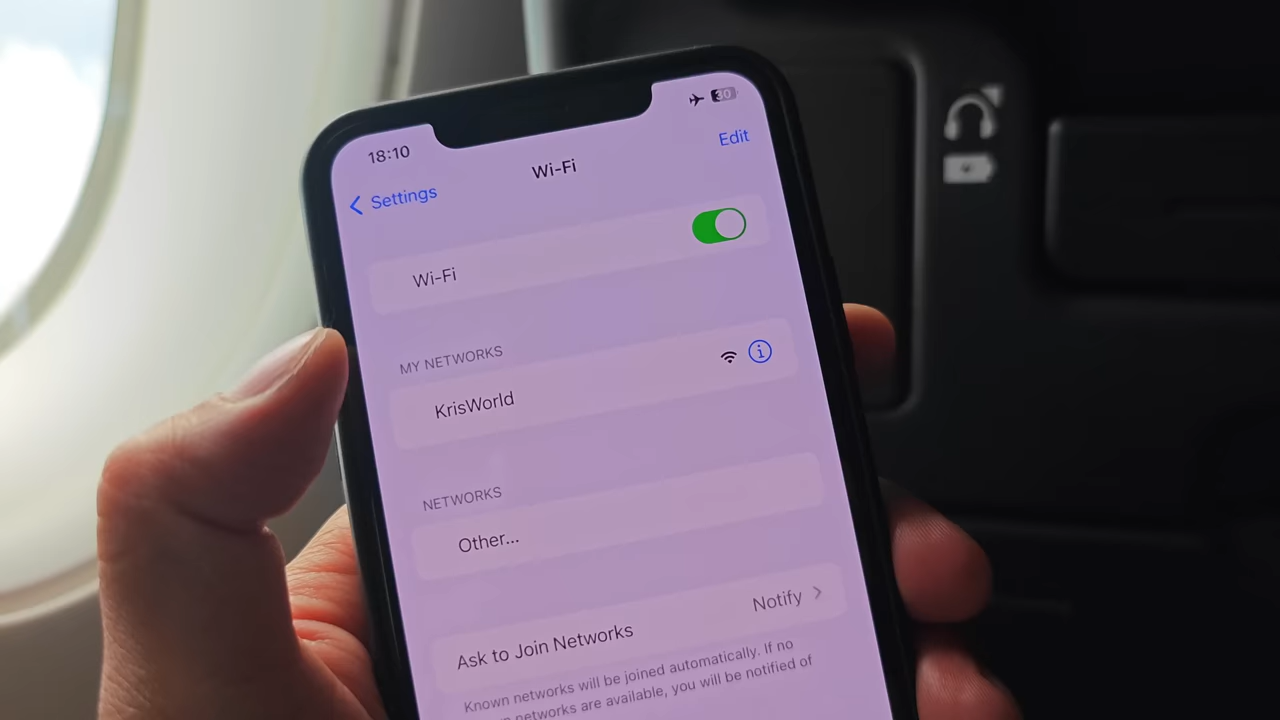 18:10
30
Settings
Wi-Fi
Edit
Wi-Fi
MY NETWORKS
KrisWorld
NETWORKS
Other...
Ask to Join Networks Notify
Known networks will be joined automatically. If no
networks are available, you will be notified of